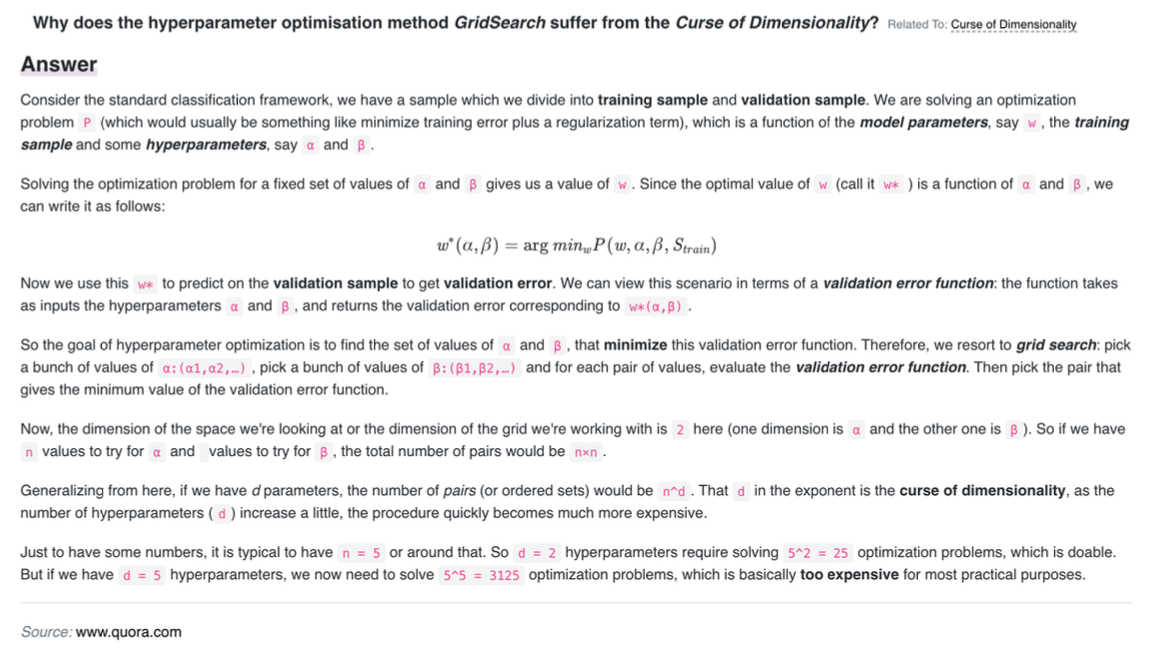 Why does the hyperparameter optimisation method GridSearch suffer from the Curse of Dimensionality? Related To: Curse of Dimensionality
Answer
Consider the standard classification framework, we have a sample which we divide into training sample and validation sample. We are solving an optimization
problem P (which would usually be something like minimize training error plus a regularization term), which is a function of the model parameters, say w , the training
sample and some hyperparameters, say α and β .
Solving the optimization problem for a fixed set of values of α and β gives us a value of w . Since the optimal value of w (call it w* ) is a function of α and β , we
can write it as follows:
w*(α, β) = arg min_w P(w, α, β, S_train)
Now we use this w* to predict on the validation sample to get validation error. We can view this scenario in terms of a validation error function: the function takes
as inputs the hyperparameters α and β , and returns the validation error corresponding to w*(α,β) .
So the goal of hyperparameter optimization is to find the set of values of α and β , that minimize this validation error function. Therefore, we resort to grid search: pick
a bunch of values of α:(α1,α2,…) , pick a bunch of values of β:(β1,β2,…) and for each pair of values, evaluate the validation error function. Then pick the pair that
gives the minimum value of the validation error function.
Now, the dimension of the space we're looking at or the dimension of the grid we're working with is 2 here (one dimension is α and the other one is β ). So if we have
n values to try for α and values to try for β , the total number of pairs would be n×n .
Generalizing from here, if we have d parameters, the number of pairs (or ordered sets) would be n^d . That d in the exponent is the curse of dimensionality, as the
number of hyperparameters ( d ) increase a little, the procedure quickly becomes much more expensive.
Just to have some numbers, it is typical to have n = 5 or around that. So d = 2 hyperparameters require solving 5^2 = 25 optimization problems, which is doable.
But if we have d = 5 hyperparameters, we now need to solve 5^5 = 3125 optimization problems, which is basically too expensive for most practical purposes.
Source: www.quora.com